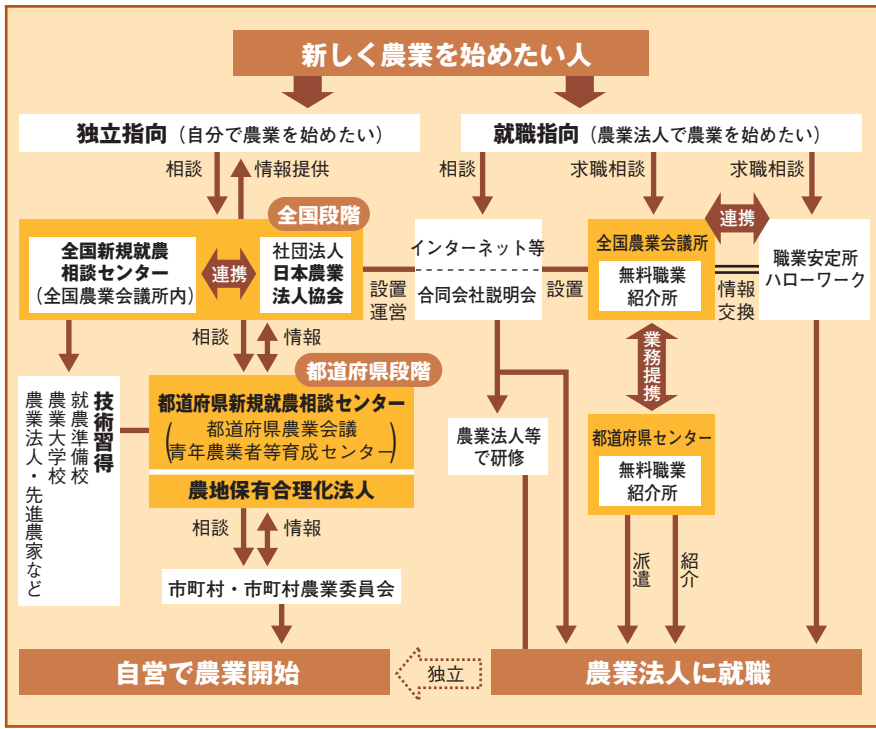 新しく農業を始めたい人
独立指向（自分で農業を始めたい）
就職指向（農業法人で農業を始めたい）
相談
情報提供
相談
求職相談
求職相談
全国段階
連携
全国新規就農
相談センター
（全国農業会議所内）
連携
社団法人
日本農業
法人協会
設置
運営
インターネット等
合同会社説明会
設置
全国農業会議所
無料職業
紹介所
情報
交換
職業安定所
ハローワーク
相談
情報
業務提携
都道府県段階
技術習得
就農準備校
農業大学校
農業法人・先進農家など
都道府県新規就農相談センター
（都道府県農業会議
青年農業者等育成センター）
農地保有合理化法人
農業法人等
で研修
都道府県センター
無料職業
紹介所
相談
情報
派遣
紹介
市町村・市町村農業委員会
自営で農業開始
独立
農業法人に就職